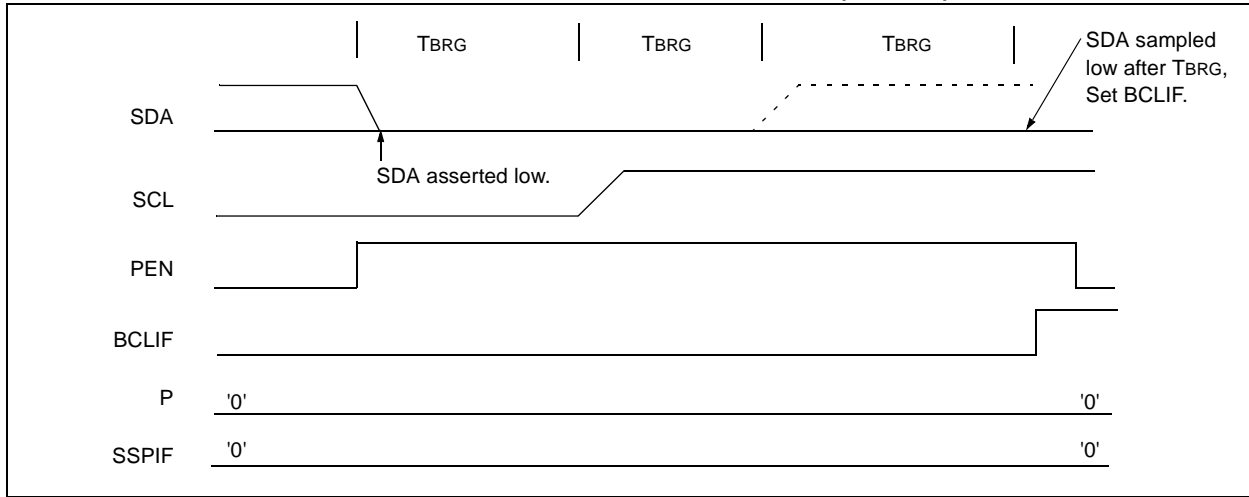 TBRG TBRG TBRG
SDA sampled
low after TBRG,
Set BCLIF.
SDA
SDA asserted low.
SCL
PEN
BCLIF
P '0' '0'
SSPIF '0' '0'